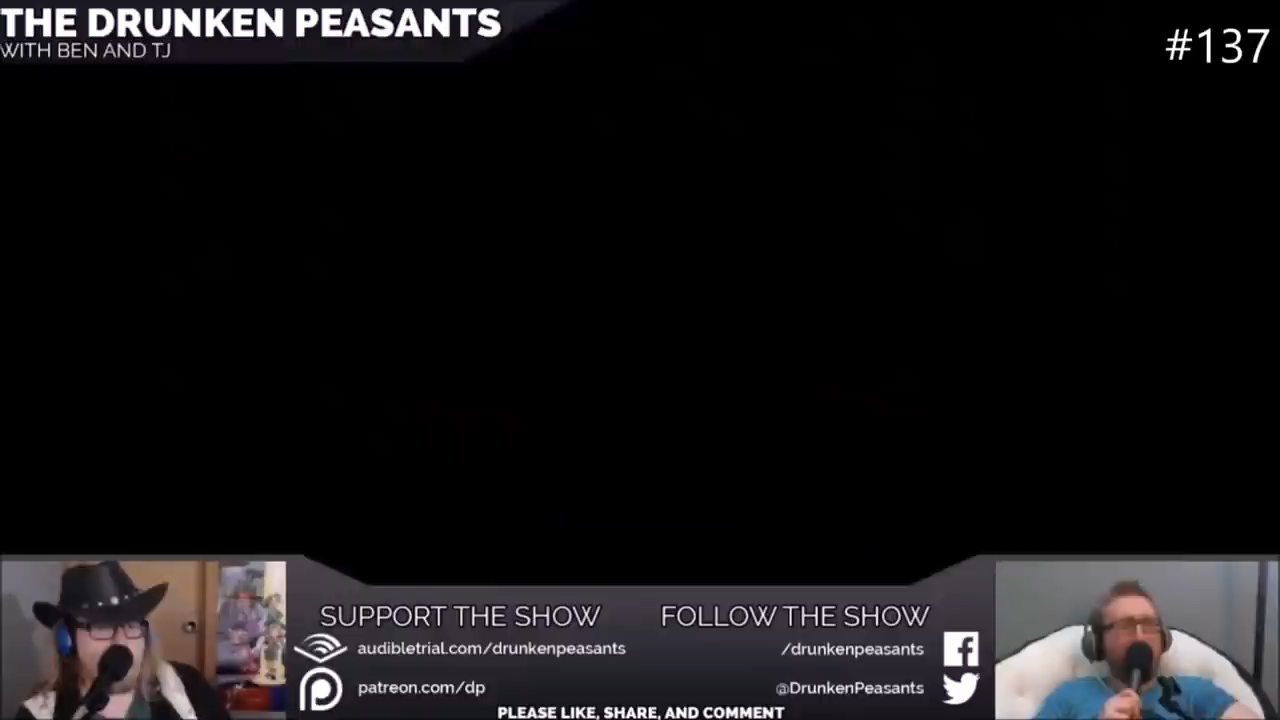 THE DRUNKEN PEASANTS
WITH BEN AND TJ
#137
SUPPORT THE SHOW
audibletrial.com/drunkenpeasants
patreon.com/dp
FOLLOW THE SHOW
/drunkenpeasants
@DrunkenPeasants
PLEASE LIKE, SHARE, AND COMMENT